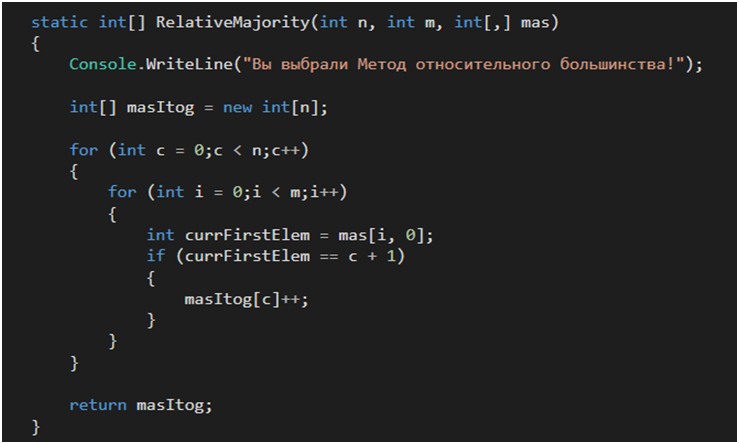 static int[] RelativeMajority(int n, int m, int[,] mas)
{
    Console.WriteLine("Вы выбрали Метод относительного большинства!");

    int[] masItog = new int[n];

    for (int c = 0;c < n;c++)
    {
        for (int i = 0;i < m;i++)
        {
            int currFirstElem = mas[i, 0];
            if (currFirstElem == c + 1)
            {
                masItog[c]++;
            }
        }
    }

    return masItog;
}